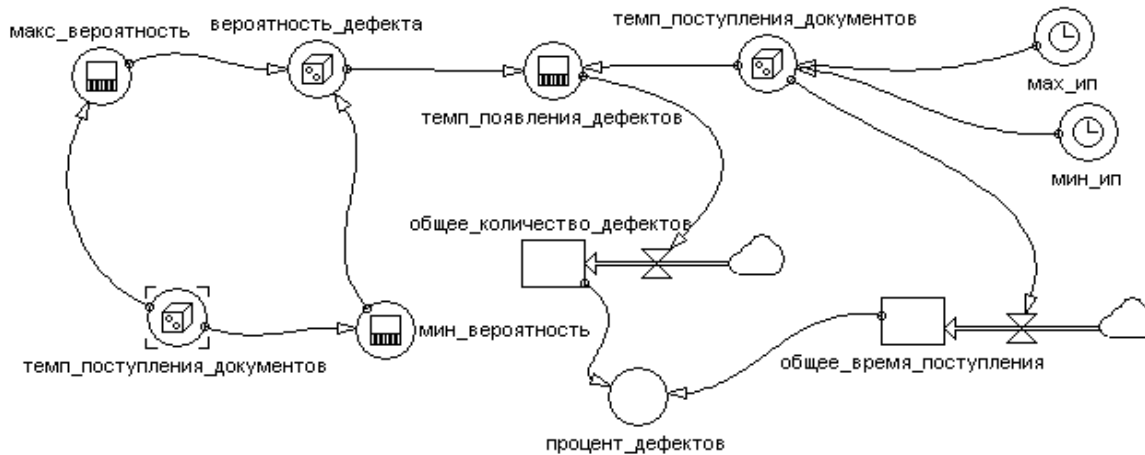 темп_поступления_документов
вероятность_дефекта
макс_вероятность
мах_ип
темп_появления_дефектов
мин_ип
общее_количество_дефектов
мин_вероятность
темп_поступления_документов
общее_время_поступления
процент_дефектов